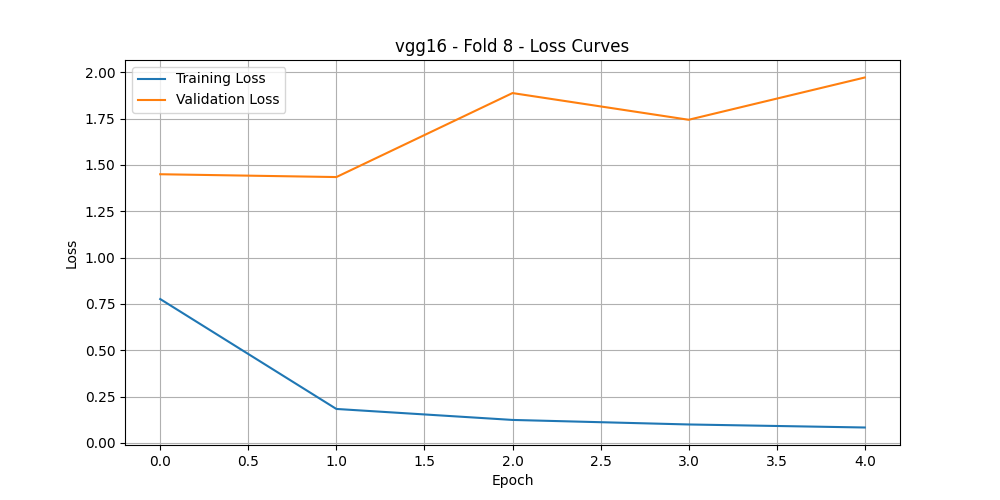 vgg16 - Fold 8 - Loss Curves
Training Loss
Validation Loss
2.00
1.75
1.50
1.25
1.00
0.75
0.50
0.25
0.00
Loss
0.0 0.5 1.0 1.5 2.0 2.5 3.0 3.5 4.0
Epoch